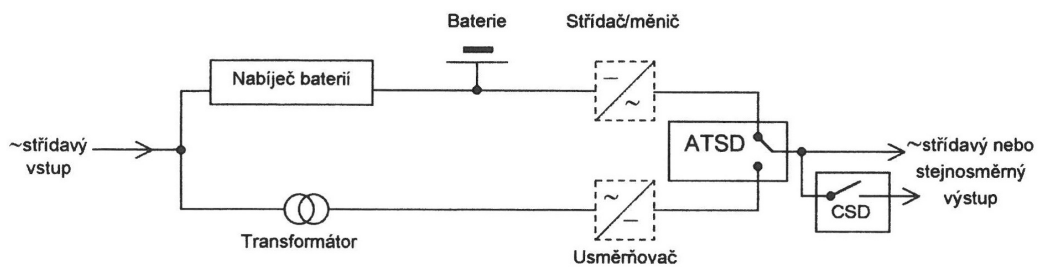 Baterie
Střídač/měnič
Nabíječ baterií
~střídavý
vstup
ATSD
~střídavý nebo
stejnosměrný
výstup
CSD
Transformátor
Usměrňovač